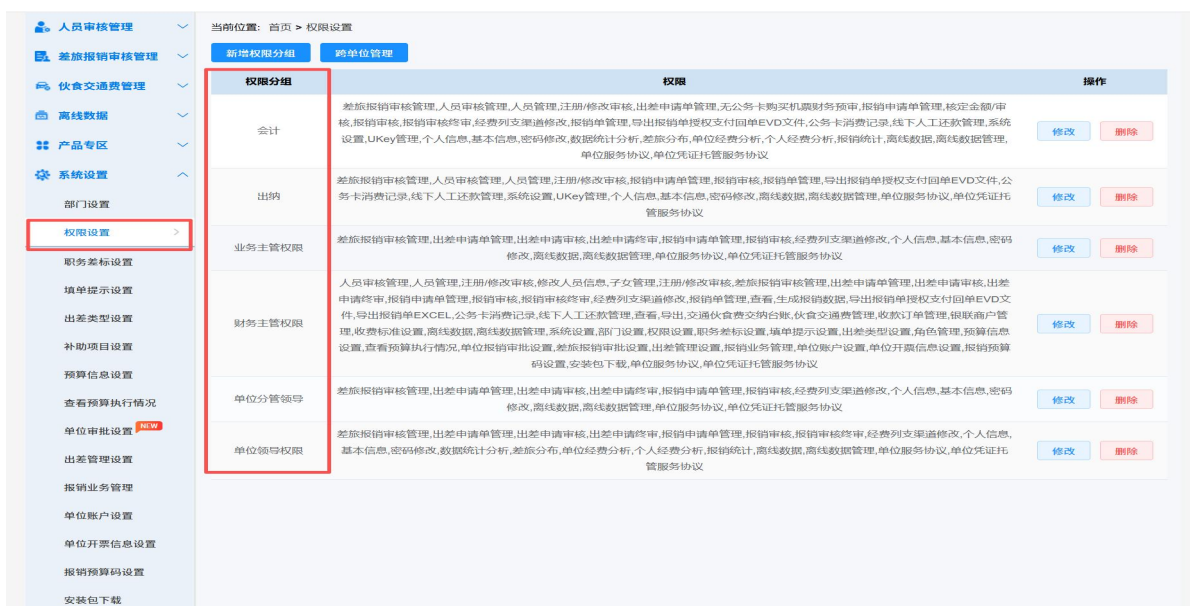 人员审核管理
差旅报销审核管理
伙食交通费管理
离线数据
产品专区
系统设置
部门设置
权限设置
职务差标设置
填单提示设置
出差类型设置
补助项目设置
预算信息设置
查看预算执行情况
单位审批设置 NEW
出差管理设置
报销业务管理
单位账户设置
单位开票信息设置
报销预算码设置
安装包下载
当前位置: 首页 > 权限设置
新增权限分组 跨单位管理
权限分组 权限 操作
会计
差旅报销审核管理,人员审核管理,人员管理,注册/修改审核,出差申请单管理,无公务卡购买机票财务预审,报销申请单管理,核定金额/审
核,报销审核,报销审核终审,经费列支渠道修改,报销单管理,导出报销单授权支付回单EVD文件,公务卡消费记录,线下人工还款管理,系统
设置,UKey管理,个人信息,基本信息,密码修改,数据统计分析,差旅分布,单位经费分析,个人经费分析,报销统计,离线数据,离线数据管理,
单位服务协议,单位凭证托管服务协议
修改 删除
出纳
差旅报销审核管理,人员审核管理,人员管理,注册/修改审核,报销申请单管理,报销审核,报销单管理,导出报销单授权支付回单EVD文件,公
务卡消费记录,线下人工还款管理,系统设置,UKey管理,个人信息,基本信息,密码修改,离线数据,离线数据管理,单位服务协议,单位凭证托
管服务协议
修改 删除
业务主管权限
差旅报销审核管理,出差申请单管理,出差申请审核,出差申请终审,报销申请单管理,报销审核,经费列支渠道修改,个人信息,基本信息,密码
修改,离线数据,离线数据管理,单位服务协议,单位凭证托管服务协议
修改 删除
财务主管权限
人员审核管理,人员管理,注册/修改审核,修改人员信息,子女管理,注册/修改审核,差旅报销审核管理,出差申请单管理,出差申请审核,出差
申请终审,报销申请单管理,报销审核,报销审核终审,经费列支渠道修改,报销单管理,查看,生成报销数据,导出报销单授权支付回单EVD文
件,导出报销单EXCEL,公务卡消费记录,线下人工还款管理,查看,导出,交通伙食费交纳台账,伙食交通费管理,收款订单管理,银联商户管
理,收费标准设置,离线数据,离线数据管理,系统设置,部门设置,权限设置,职务差标设置,填单提示设置,出差类型设置,角色管理,预算信息
设置,查看预算执行情况,单位报销审批设置,差旅报销审批设置,出差管理设置,报销业务管理,单位账户设置,单位开票信息设置,报销预算
码设置,安装包下载,单位服务协议,单位凭证托管服务协议
修改 删除
单位分管领导
差旅报销审核管理,出差申请单管理,出差申请审核,出差申请终审,报销申请单管理,报销审核,经费列支渠道修改,个人信息,基本信息,密码
修改,离线数据,离线数据管理,单位服务协议,单位凭证托管服务协议
修改 删除
单位领导权限
差旅报销审核管理,出差申请单管理,出差申请审核,出差申请终审,报销申请单管理,报销审核,报销审核终审,经费列支渠道修改,个人信息,
基本信息,密码修改,数据统计分析,差旅分布,单位经费分析,个人经费分析,报销统计,离线数据,离线数据管理,单位服务协议,单位凭证托
管服务协议
修改 删除